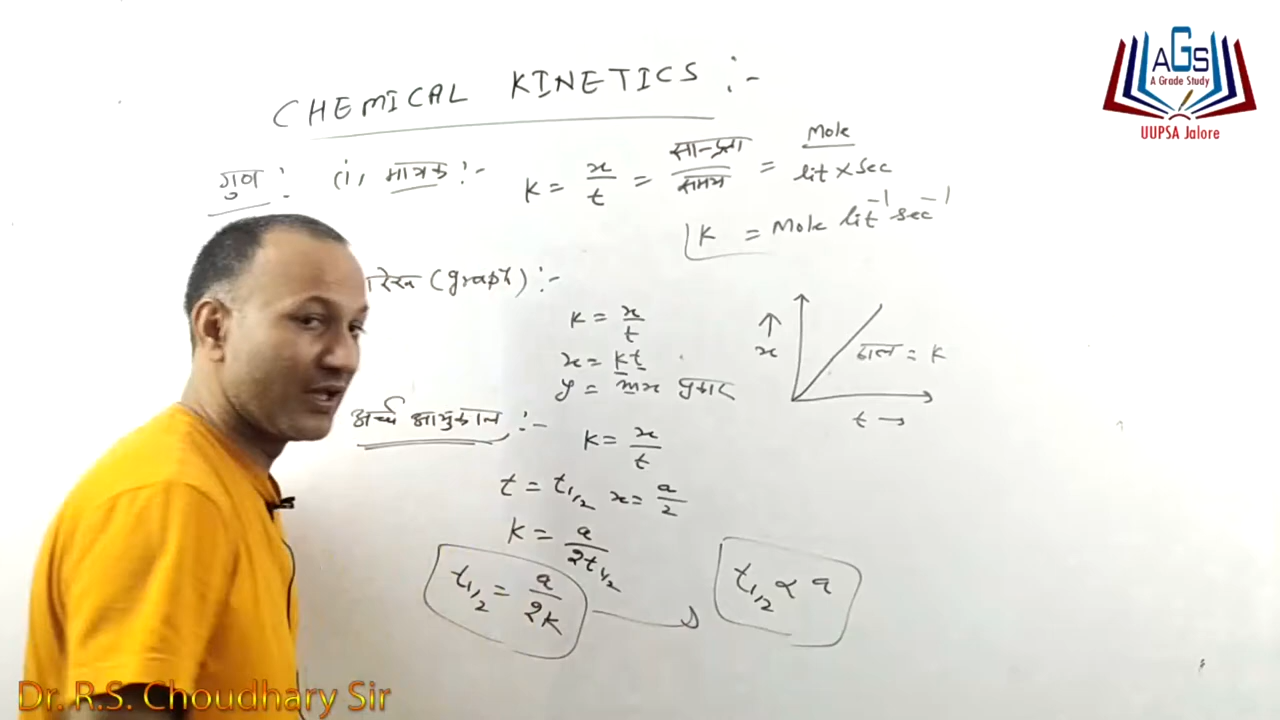 AGS
A Grade Study
UUPSA Jalore
CHEMICAL KINETICS :-
गुण : (i) मात्रक :- K = x/t = सान्द्रता/समय = Mole/lit × sec
K = Mole lit⁻¹ sec⁻¹
(graph) :-
K = x/t
x = kt
y = mx प्रकार
↑ x
ढाल = K
t →
अर्ध्द आयुकाल :-
K = x/t
t = t1/2 x = a/2
K = a/2t1/2
t1/2 = a/2K
t1/2 ∝ a
Dr. R.S. Choudhary Sir